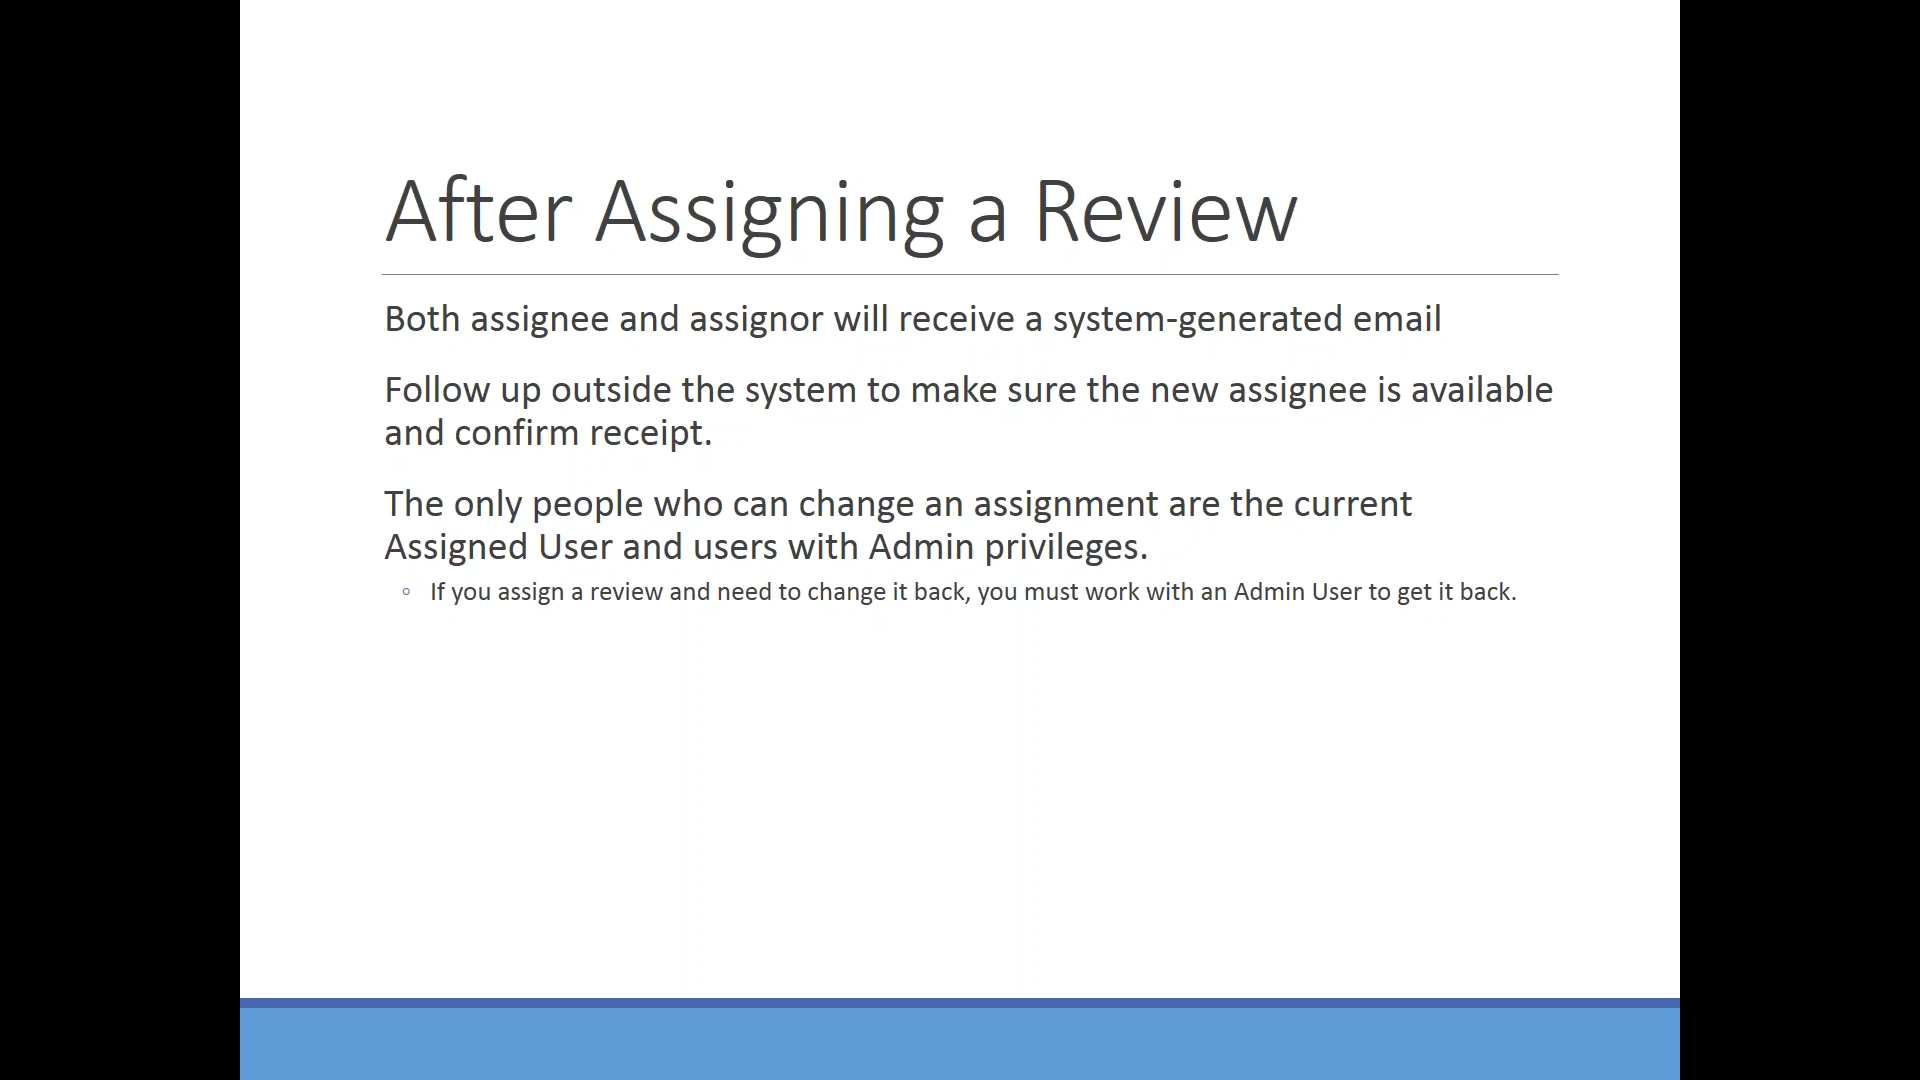 After Assigning a Review
Both assignee and assignor will receive a system-generated email
Follow up outside the system to make sure the new assignee is available
and confirm receipt.
The only people who can change an assignment are the current
Assigned User and users with Admin privileges.
◦ If you assign a review and need to change it back, you must work with an Admin User to get it back.